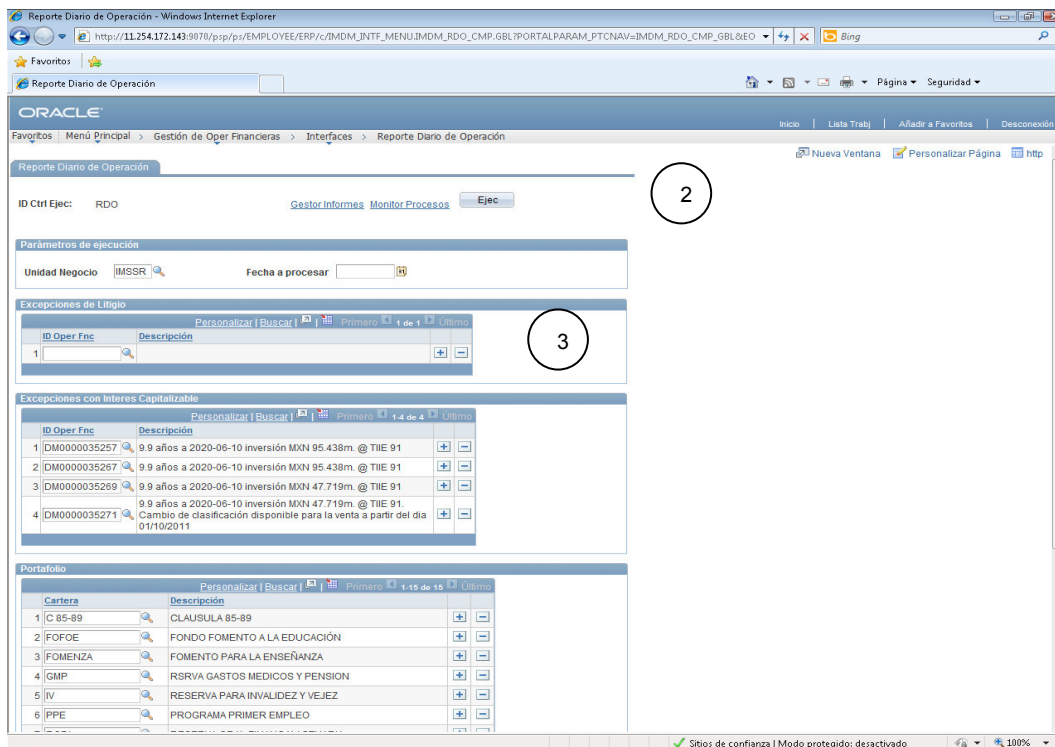 Reporte Diario de Operación - Windows Internet Explorer
http://11.254.172.143:9070/psp/ps/EMPLOYEE/ERP/c/IMDM_INTF_MENU.IMDM_RDO_CMP.GBL?PORTALPARAM_PTCNAV=IMDM_RDO_CMP_GBL&EO
Bing
Favoritos
Reporte Diario de Operación
Página Seguridad
ORACLE
Inicio | Lista Trabj | Añadir a Favoritos | Desconexión
Favoritos Menú Principal > Gestión de Oper Financieras > Interfaces > Reporte Diario de Operación
Nueva Ventana Personalizar Página http
Reporte Diario de Operación
2
ID Ctrl Ejec: RDO Gestor Informes Monitor Procesos Ejec
Parámetros de ejecución
Unidad Negocio IMSSR Fecha a procesar
Excepciones de Litigio
Personalizar | Buscar | | Primero 1 de 1 Último
3
ID Oper Fnc Descripción
1
Excepciones con Interes Capitalizable
Personalizar | Buscar | | Primero 1-4 de 4 Último
ID Oper Fnc Descripción
1 DM0000035257 9.9 años a 2020-06-10 inversión MXN 95.438m. @ TIIE 91
2 DM0000035267 9.9 años a 2020-06-10 inversión MXN 95.438m. @ TIIE 91
3 DM0000035269 9.9 años a 2020-06-10 inversión MXN 47.719m. @ TIIE 91
9.9 años a 2020-06-10 inversión MXN 47.719m. @ TIIE 91.
4 DM0000035271 Cambio de clasificación disponible para la venta a partir del dia
01/10/2011
Portafolio
Personalizar | Buscar | | Primero 1-15 de 15 Último
Cartera Descripción
1 C 85-89 CLAUSULA 85-89
2 FOFOE FONDO FOMENTO A LA EDUCACIÓN
3 FOMENZA FOMENTO PARA LA ENSEÑANZA
4 GMP RSRVA GASTOS MEDICOS Y PENSION
5 IV RESERVA PARA INVALIDEZ Y VEJEZ
6 PPE PROGRAMA PRIMER EMPLEO
Sitios de confianza | Modo protegido: desactivado 100%